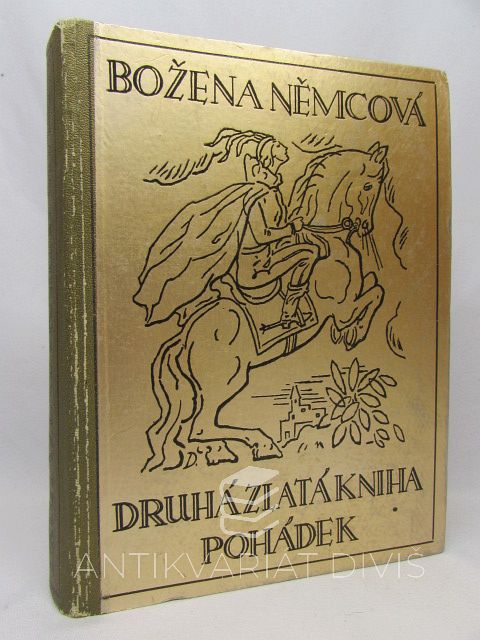 BOŽENA NĚMCOVÁ
DRUHÁ ZLATÁ KNIHA
POHÁDEK
ANTIKVARIÁT DIVIŠ